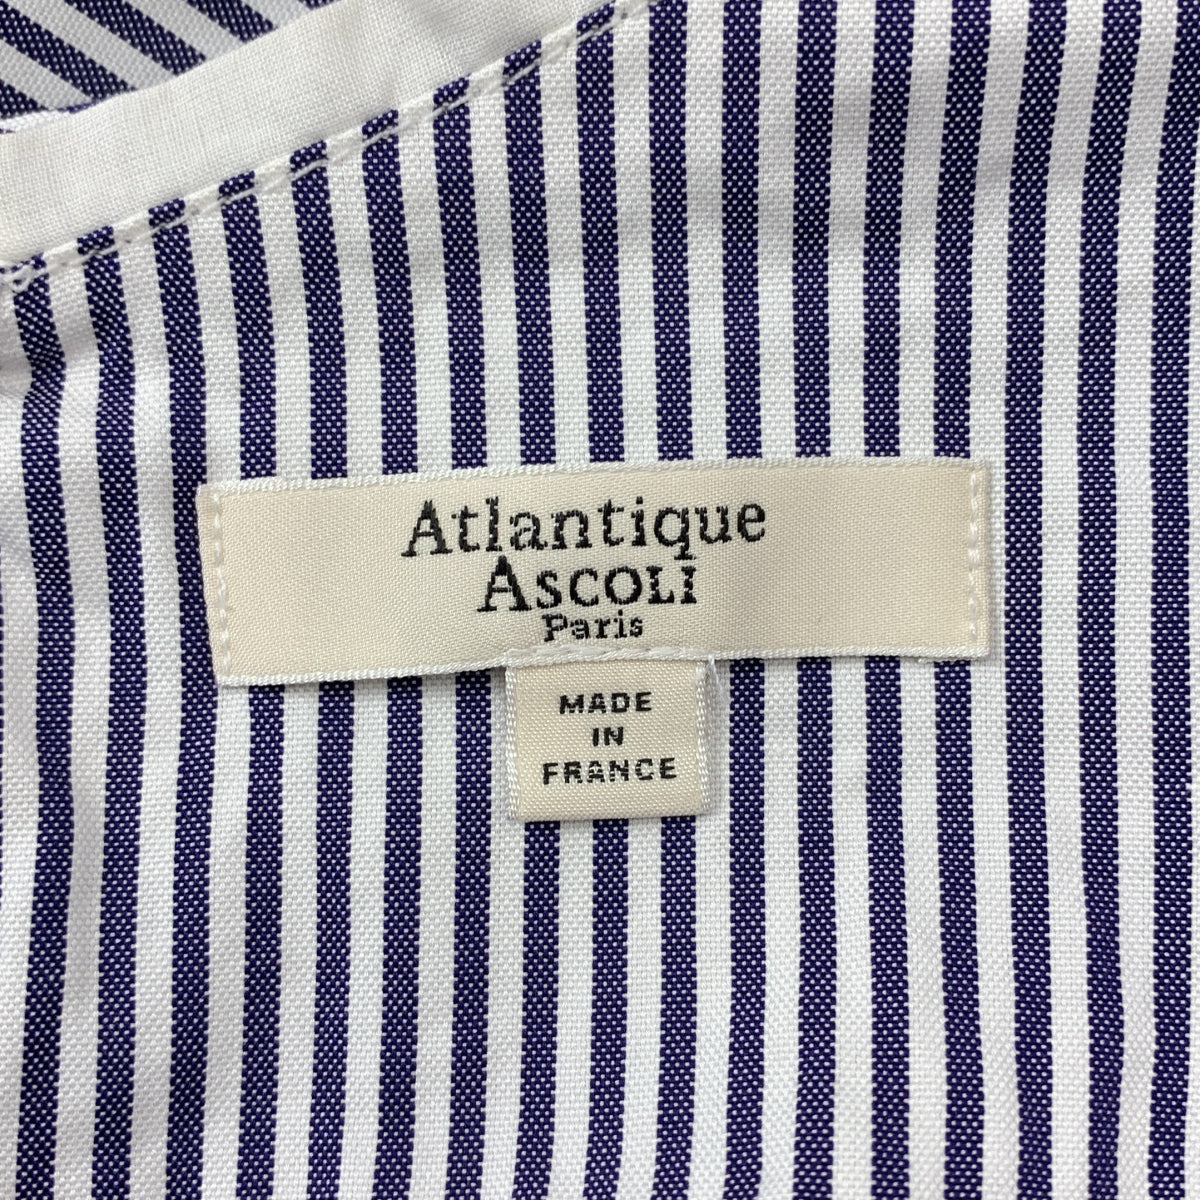 Atlantique
ASCOLI
Paris
MADE
IN
FRANCE